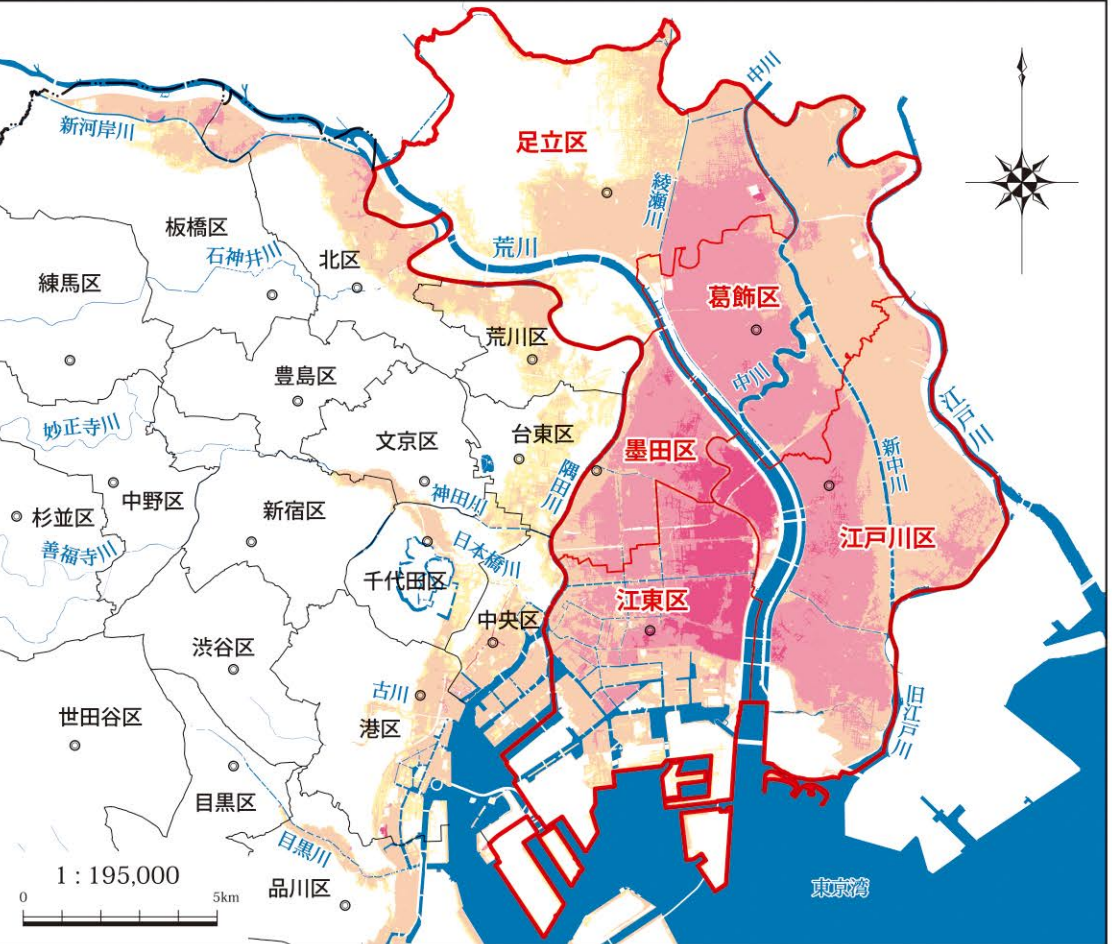 中川
新河岸川
足立区
綾瀬川
板橋区
石神井川
北区
荒川
練馬区
葛飾区
荒川区
豊島区
中川
江戸川
妙正寺川
文京区
台東区
墨田区
隅田川
新中川
中野区
神田川
杉並区
新宿区
江戸川区
善福寺川
日本橋川
千代田区
江東区
中央区
渋谷区
古川
旧江戸川
世田谷区
港区
目黒区
目黒川
1 : 195,000
品川区
東京湾
0
5km